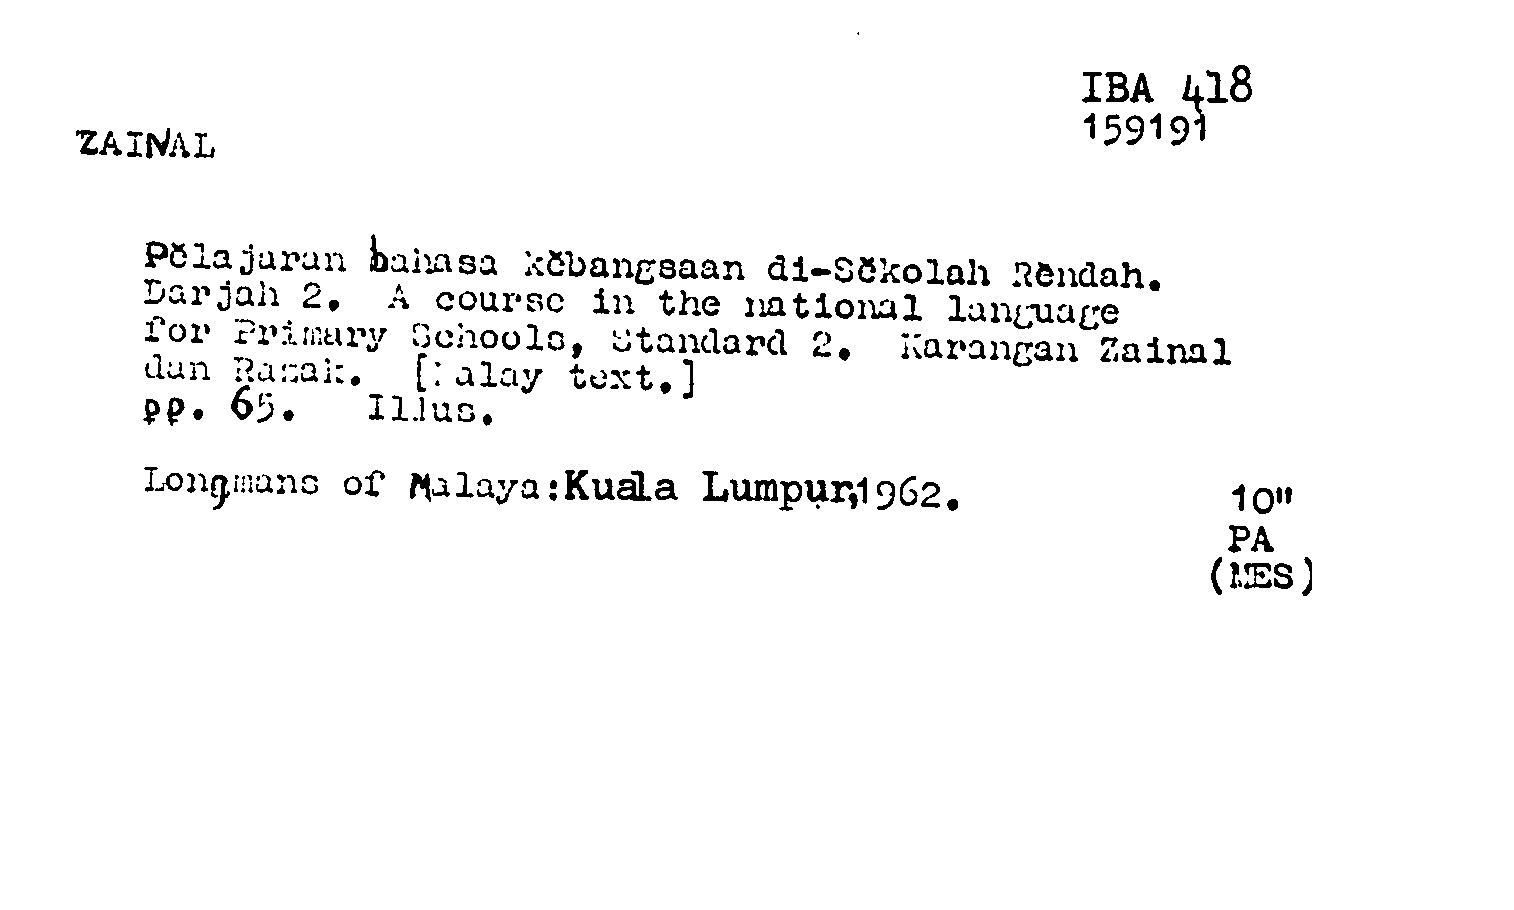 IBA 418
159191
ZAINAL
Pĕlajaran bahasa kĕbangsaan di-Sĕkolah Rĕndah.
Darjah 2. A course in the national language
for Primary Schools, Standard 2. Karangan Zainal
dan Razak. [Malay text.]
pp. 65. Illus.
Longmans of Malaya:Kuala Lumpur,1962.
10"
PA
(MES)